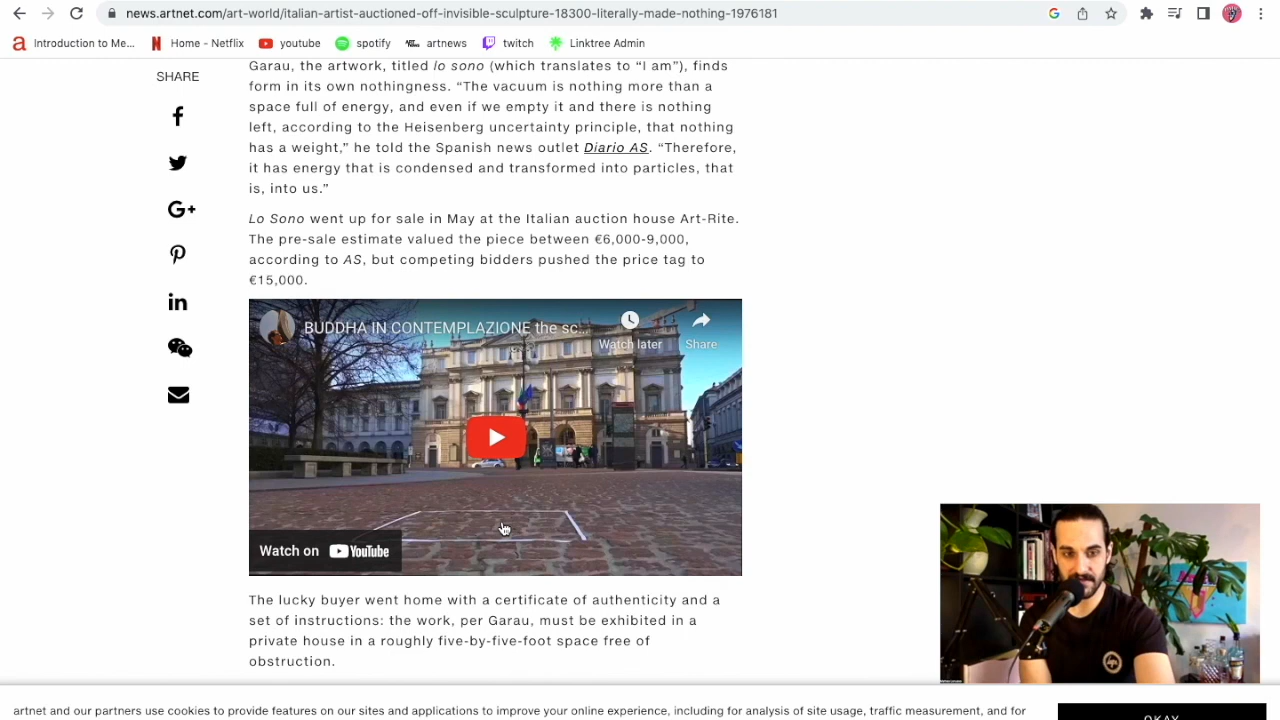 news.artnet.com/art-world/italian-artist-auctioned-off-invisible-sculpture-18300-literally-made-nothing-1976181
Introduction to Me... Home - Netflix youtube spotify artnews twitch Linktree Admin
SHARE
Garau, the artwork, titled Io sono (which translates to “I am”), finds
form in its own nothingness. “The vacuum is nothing more than a
space full of energy, and even if we empty it and there is nothing
left, according to the Heisenberg uncertainty principle, that nothing
has a weight,” he told the Spanish news outlet Diario AS. “Therefore,
it has energy that is condensed and transformed into particles, that
is, into us.”
Lo Sono went up for sale in May at the Italian auction house Art-Rite.
The pre-sale estimate valued the piece between €6,000-9,000,
according to AS, but competing bidders pushed the price tag to
€15,000.
BUDDHA IN CONTEMPLAZIONE the sc...
Watch later Share
Watch on YouTube
The lucky buyer went home with a certificate of authenticity and a
set of instructions: the work, per Garau, must be exhibited in a
private house in a roughly five-by-five-foot space free of
obstruction.
artnet and our partners use cookies to provide features on our sites and applications to improve your online experience, including for analysis of site usage, traffic measurement, and for
OKAY